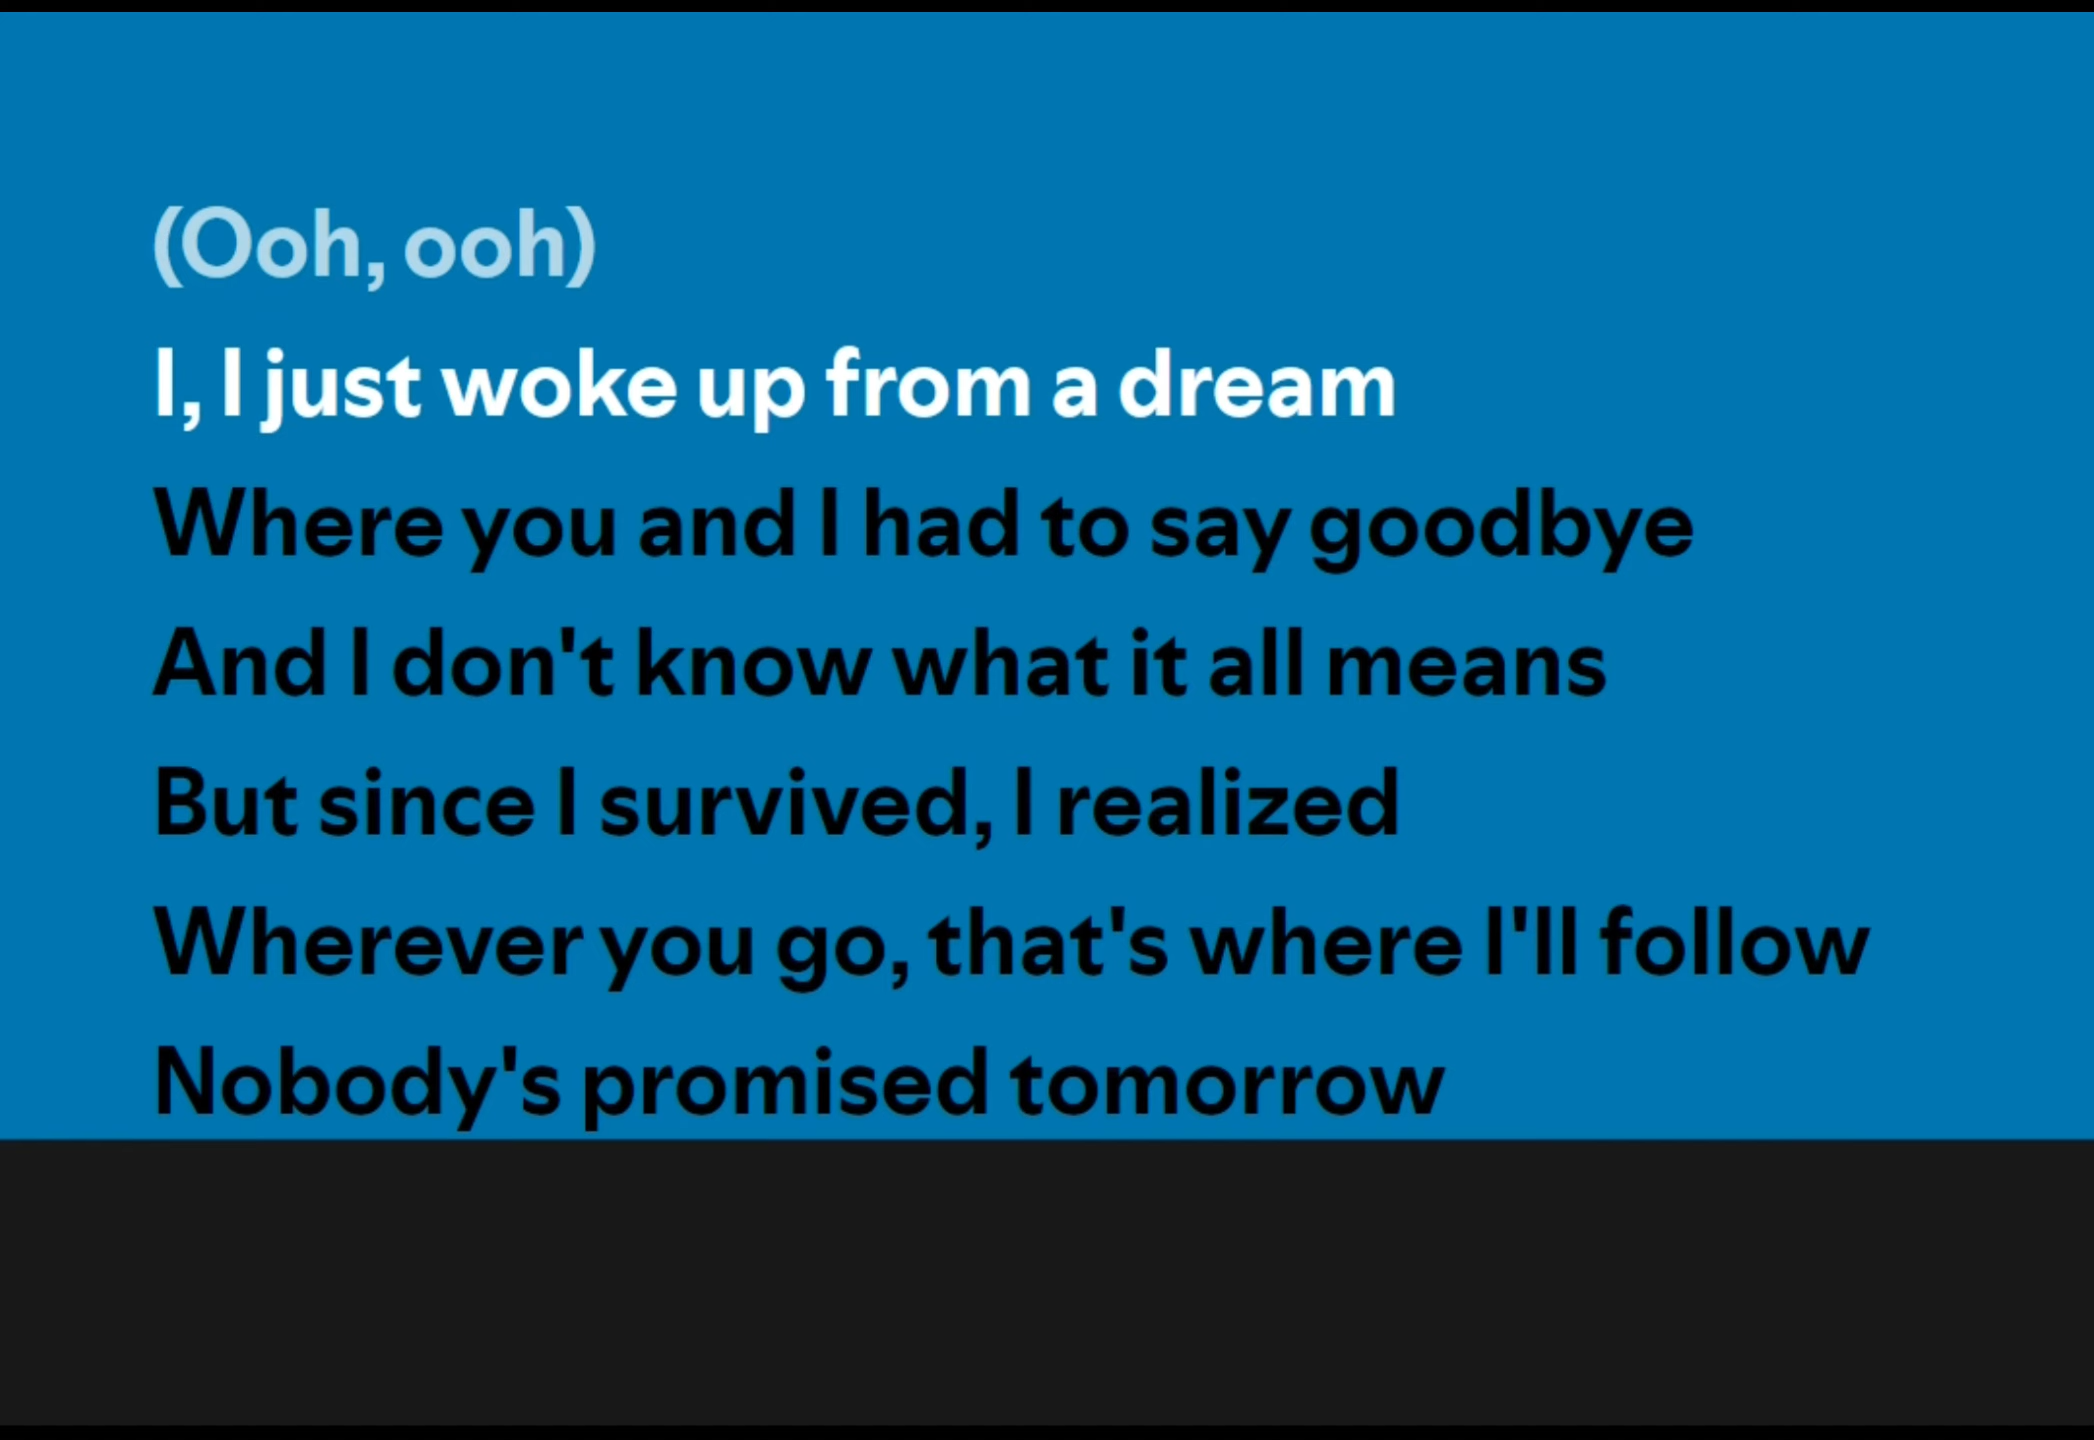 (Ooh, ooh)
I, I just woke up from a dream
Where you and I had to say goodbye
And I don't know what it all means
But since I survived, I realized
Wherever you go, that's where I'll follow
Nobody's promised tomorrow